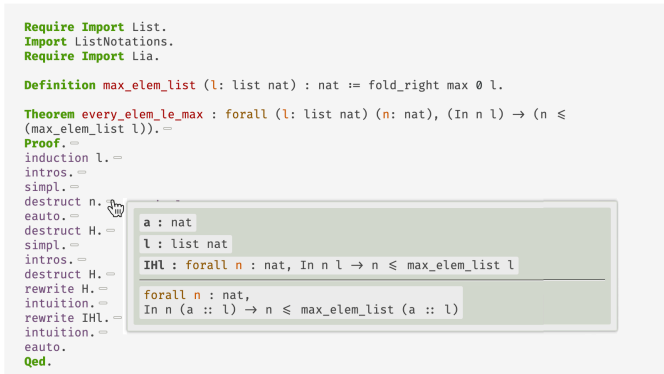 Require Import List.
Import ListNotations.
Require Import Lia.
Definition max_elem_list (l: list nat) : nat := fold_right max 0 l.
Theorem every_elem_le_max : forall (l: list nat) (n: nat), (In n l) → (n ⩽
(max_elem_list l)).
Proof.
induction l.
intros.
simpl.
destruct n.
eauto.
destruct H.
simpl.
intros.
destruct H.
rewrite H.
intuition.
rewrite IHl.
intuition.
eauto.
Qed.
a : nat
l : list nat
IHl : forall n : nat, In n l → n ⩽ max_elem_list l
forall n : nat,
In n (a :: l) → n ⩽ max_elem_list (a :: l)